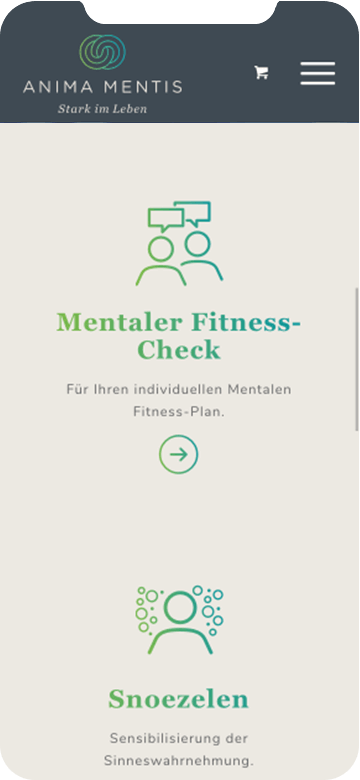 ANIMA MENTIS
Stark im Leben
Mentaler Fitness-
Check
Für Ihren individuellen Mentalen
Fitness-Plan.
Snoezelen
Sensibilisierung der
Sinneswahrnehmung.